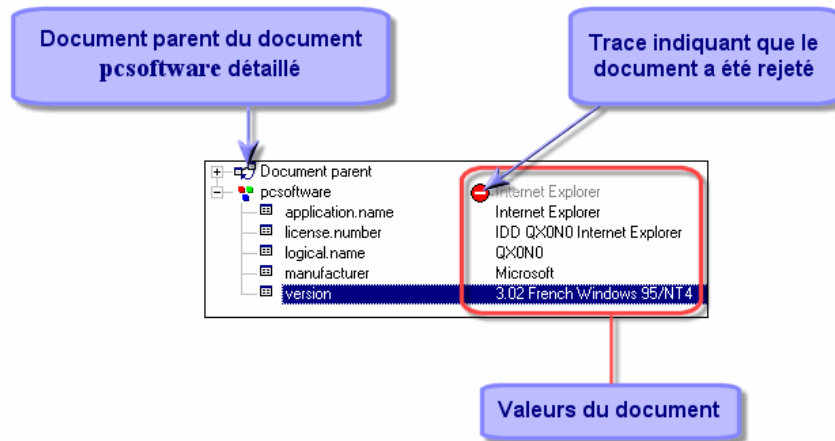 Document parent du document
pcsoftware détaillé
Trace indiquant que le
document a été rejeté
Document parent
pcsoftware Internet Explorer
application.name Internet Explorer
license.number IDD QX0N0 Internet Explorer
logical.name QX0N0
manufacturer Microsoft
version 3.02 French Windows 95/NT4
Valeurs du document